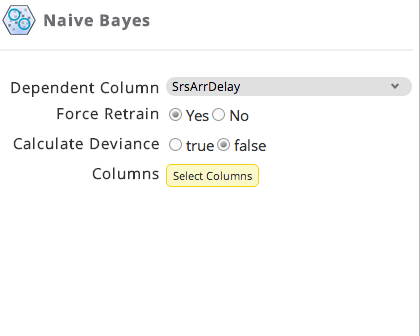 Naive Bayes
Dependent Column SrsArrDelay
Force Retrain Yes No
Calculate Deviance true false
Columns Select Columns